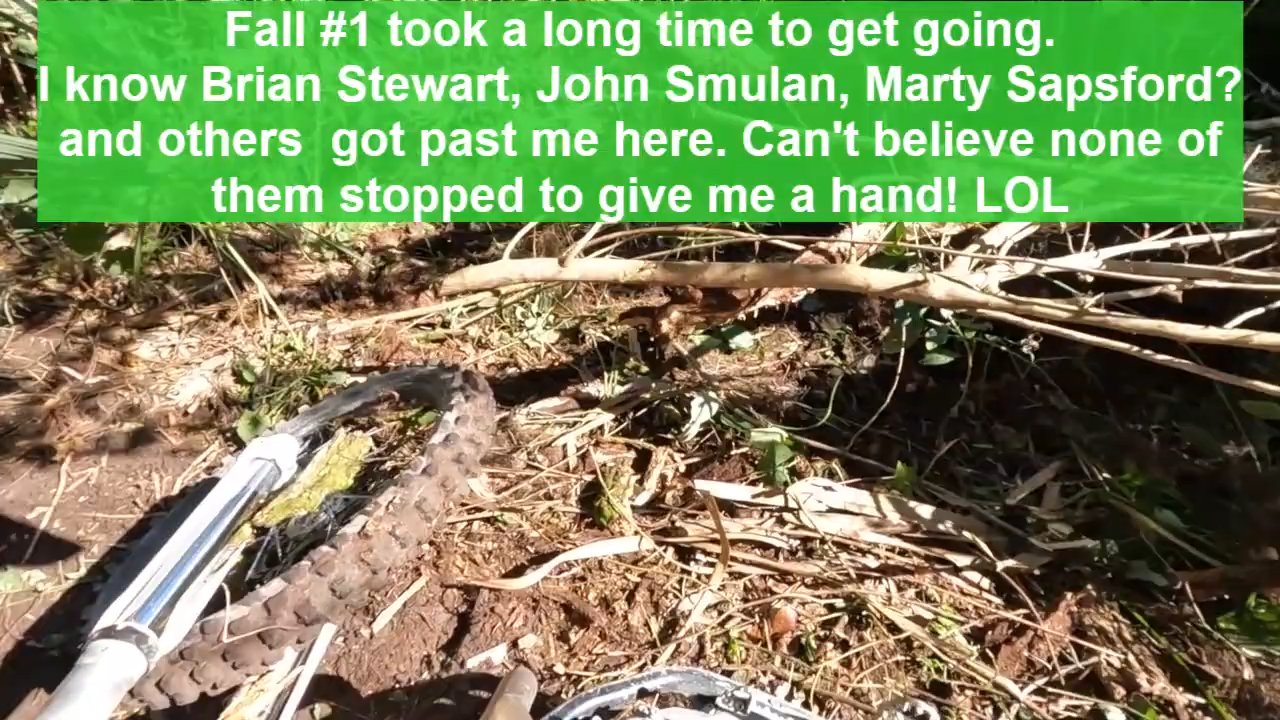 Fall #1 took a long time to get going.
I know Brian Stewart, John Smulan, Marty Sapsford?
and others  got past me here. Can't believe none of
them stopped to give me a hand! LOL